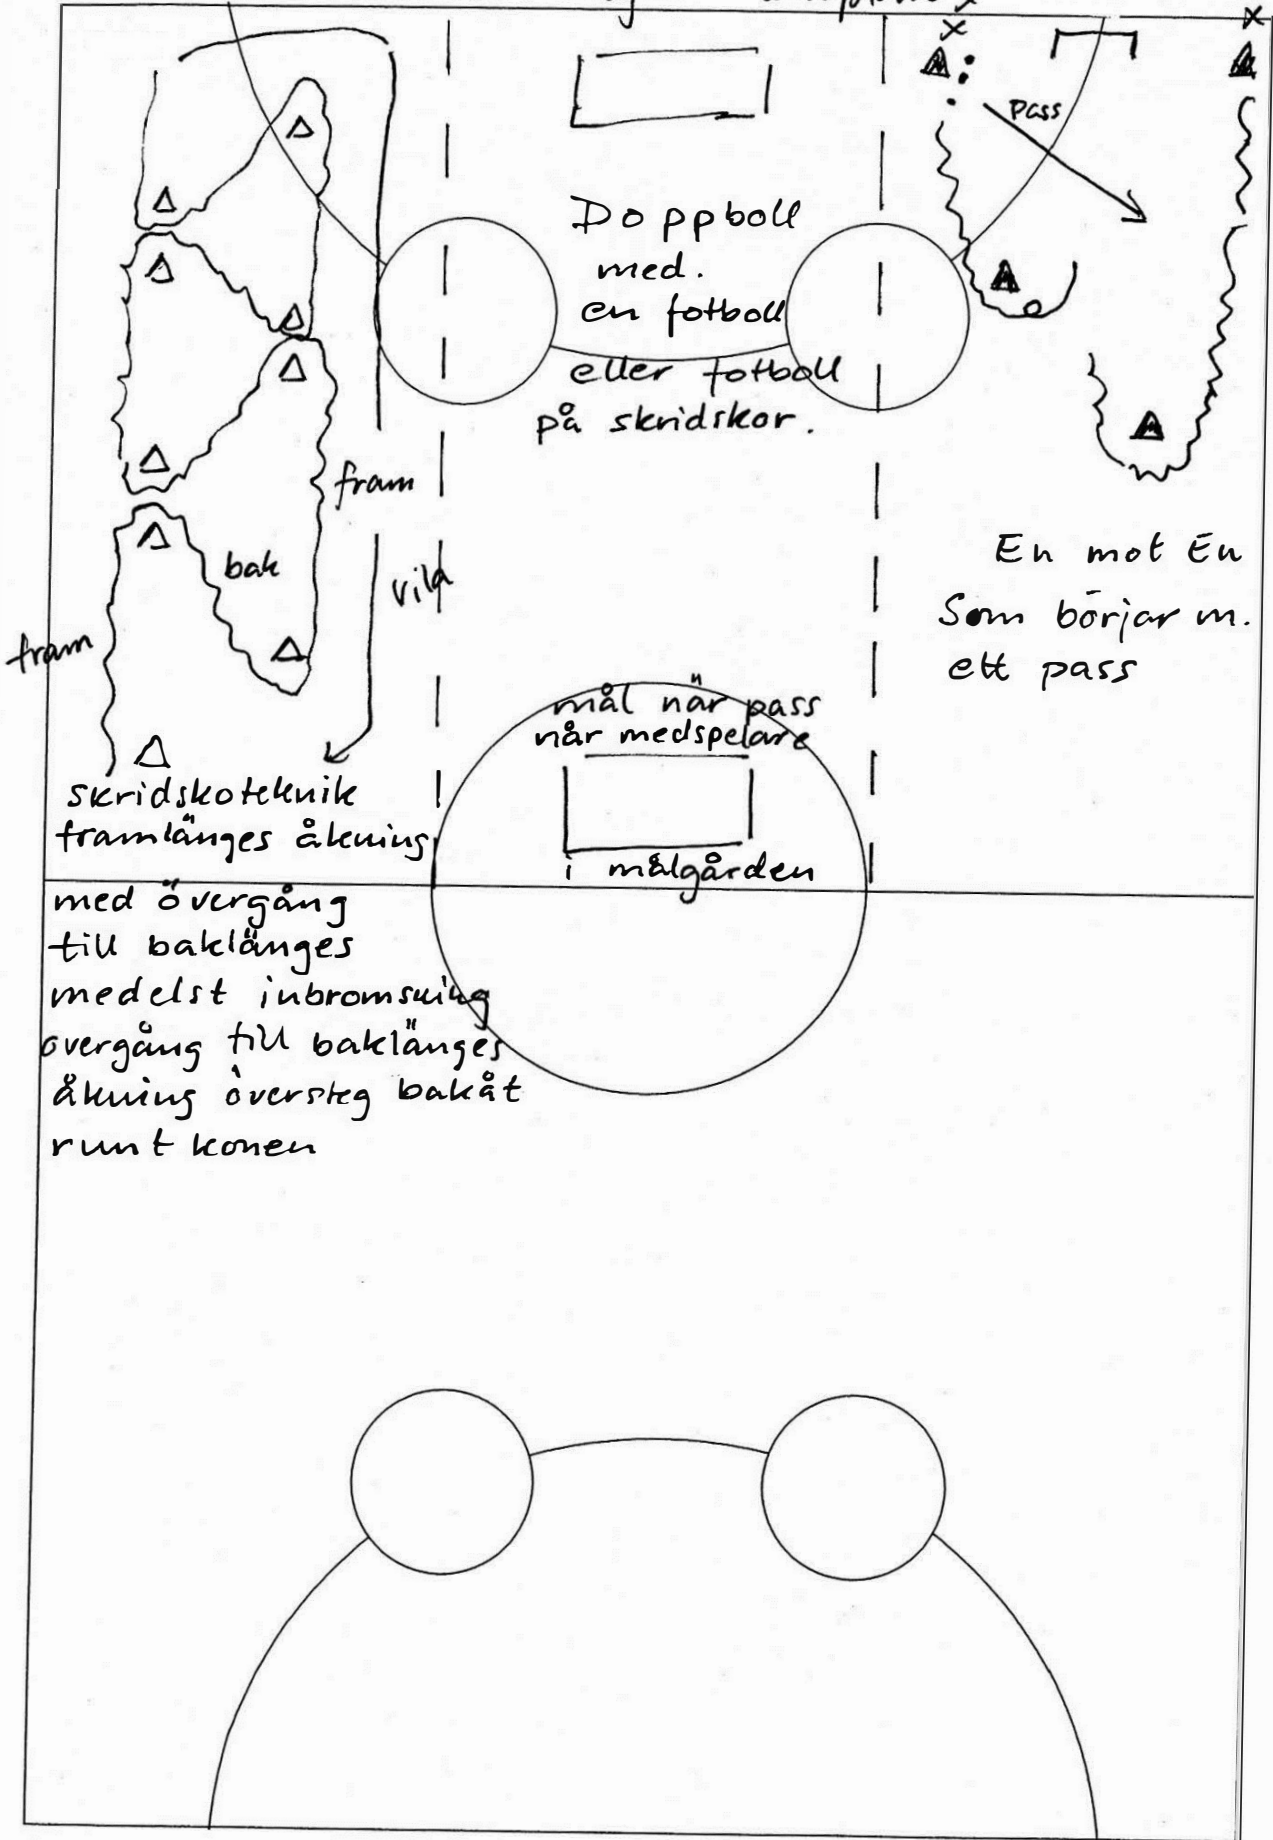 pass
Doppboll
med.
en fotboll
eller fotboll
på skridskor.
fram
bak
vila
fram
En mot En
Som börjar m.
ett pass
mål när pass
når medspelare
i målgården
skridskoteknik
framlänges åkning
med övergång
till baklänges
medelst inbromsning
övergång till baklänges
åkning översteg bakåt
runt konen